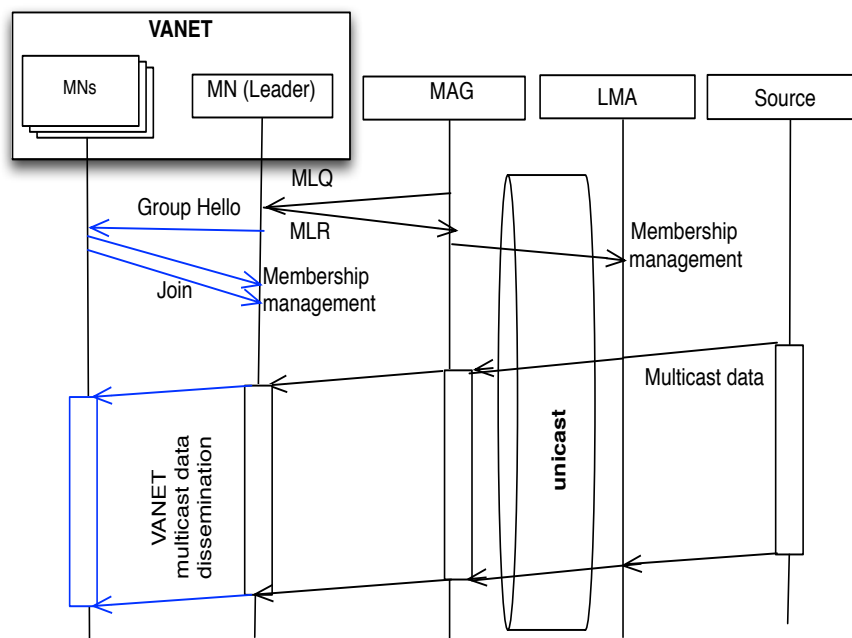 VANET
MNs
MN (Leader)
MAG
LMA
Source
MLQ
Group Hello
MLR
Membership
management
Join
Membership
management
Multicast data
unicast
VANET
multicast data
dissemination